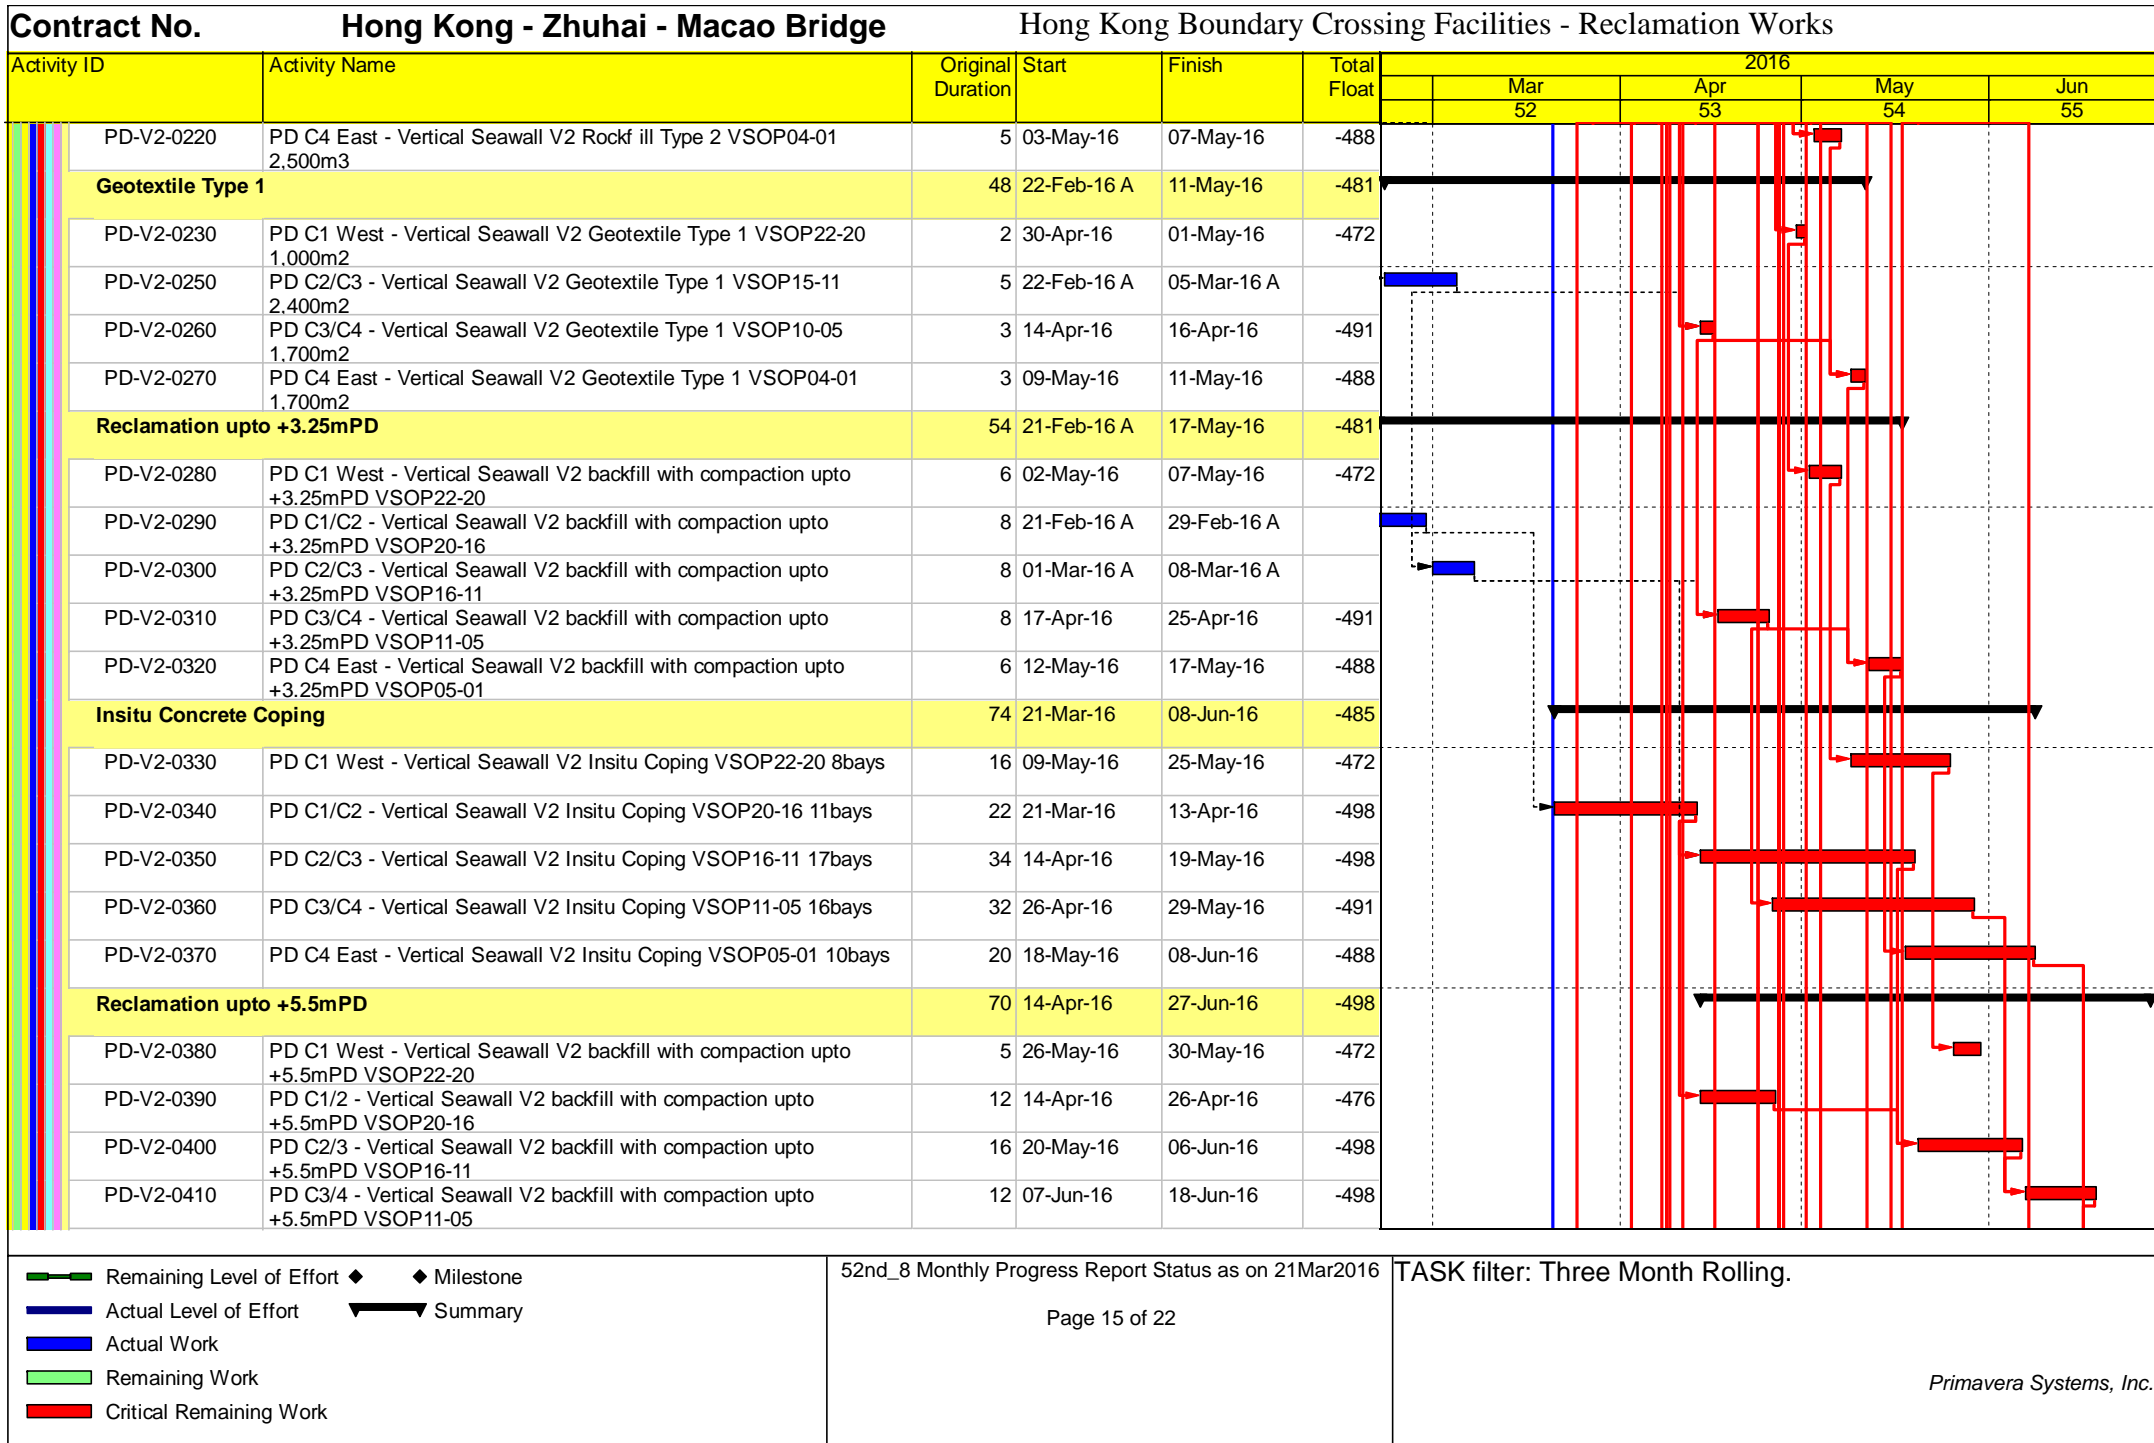 Contract No. Hong Kong - Zhuhai - Macao Bridge Hong Kong Boundary Crossing Facilities - Reclamation Works
Activity ID Activity Name Original Start Finish Total 2016
Duration Float Mar Apr May Jun
52 53 54 55
PD-V2-0220 PD C4 East - Vertical Seawall V2 Rockf ill Type 2 VSOP04-01 5 03-May-16 07-May-16 -488
2,500m3
Geotextile Type 1 48 22-Feb-16 A 11-May-16 -481
PD-V2-0230 PD C1 West - Vertical Seawall V2 Geotextile Type 1 VSOP22-20 2 30-Apr-16 01-May-16 -472
1,000m2
PD-V2-0250 PD C2/C3 - Vertical Seawall V2 Geotextile Type 1 VSOP15-11 5 22-Feb-16 A 05-Mar-16 A
2,400m2
PD-V2-0260 PD C3/C4 - Vertical Seawall V2 Geotextile Type 1 VSOP10-05 3 14-Apr-16 16-Apr-16 -491
1,700m2
PD-V2-0270 PD C4 East - Vertical Seawall V2 Geotextile Type 1 VSOP04-01 3 09-May-16 11-May-16 -488
1,700m2
Reclamation upto +3.25mPD 54 21-Feb-16 A 17-May-16 -481
PD-V2-0280 PD C1 West - Vertical Seawall V2 backfill with compaction upto 6 02-May-16 07-May-16 -472
+3.25mPD VSOP22-20
PD-V2-0290 PD C1/C2 - Vertical Seawall V2 backfill with compaction upto 8 21-Feb-16 A 29-Feb-16 A
+3.25mPD VSOP20-16
PD-V2-0300 PD C2/C3 - Vertical Seawall V2 backfill with compaction upto 8 01-Mar-16 A 08-Mar-16 A
+3.25mPD VSOP16-11
PD-V2-0310 PD C3/C4 - Vertical Seawall V2 backfill with compaction upto 8 17-Apr-16 25-Apr-16 -491
+3.25mPD VSOP11-05
PD-V2-0320 PD C4 East - Vertical Seawall V2 backfill with compaction upto 6 12-May-16 17-May-16 -488
+3.25mPD VSOP05-01
Insitu Concrete Coping 74 21-Mar-16 08-Jun-16 -485
PD-V2-0330 PD C1 West - Vertical Seawall V2 Insitu Coping VSOP22-20 8bays 16 09-May-16 25-May-16 -472
PD-V2-0340 PD C1/C2 - Vertical Seawall V2 Insitu Coping VSOP20-16 11bays 22 21-Mar-16 13-Apr-16 -498
PD-V2-0350 PD C2/C3 - Vertical Seawall V2 Insitu Coping VSOP16-11 17bays 34 14-Apr-16 19-May-16 -498
PD-V2-0360 PD C3/C4 - Vertical Seawall V2 Insitu Coping VSOP11-05 16bays 32 26-Apr-16 29-May-16 -491
PD-V2-0370 PD C4 East - Vertical Seawall V2 Insitu Coping VSOP05-01 10bays 20 18-May-16 08-Jun-16 -488
Reclamation upto +5.5mPD 70 14-Apr-16 27-Jun-16 -498
PD-V2-0380 PD C1 West - Vertical Seawall V2 backfill with compaction upto 5 26-May-16 30-May-16 -472
+5.5mPD VSOP22-20
PD-V2-0390 PD C1/2 - Vertical Seawall V2 backfill with compaction upto 12 14-Apr-16 26-Apr-16 -476
+5.5mPD VSOP20-16
PD-V2-0400 PD C2/3 - Vertical Seawall V2 backfill with compaction upto 16 20-May-16 06-Jun-16 -498
+5.5mPD VSOP16-11
PD-V2-0410 PD C3/4 - Vertical Seawall V2 backfill with compaction upto 12 07-Jun-16 18-Jun-16 -498
+5.5mPD VSOP11-05
Remaining Level of Effort Milestone
Actual Level of Effort Summary
Actual Work
Remaining Work
Critical Remaining Work
52nd_8 Monthly Progress Report Status as on 21Mar2016
Page 15 of 22
TASK filter: Three Month Rolling.
Primavera Systems, Inc.